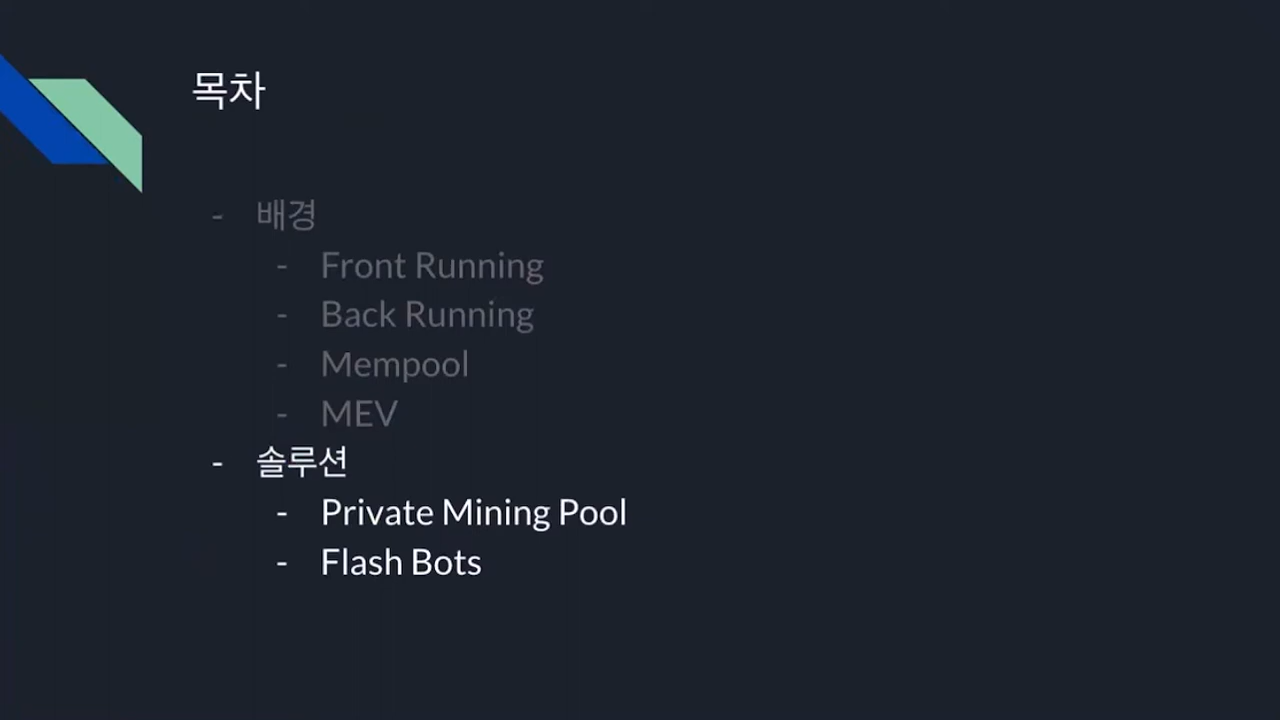 목차
- 배경
- Front Running
- Back Running
- Mempool
- MEV
- 솔루션
- Private Mining Pool
- Flash Bots